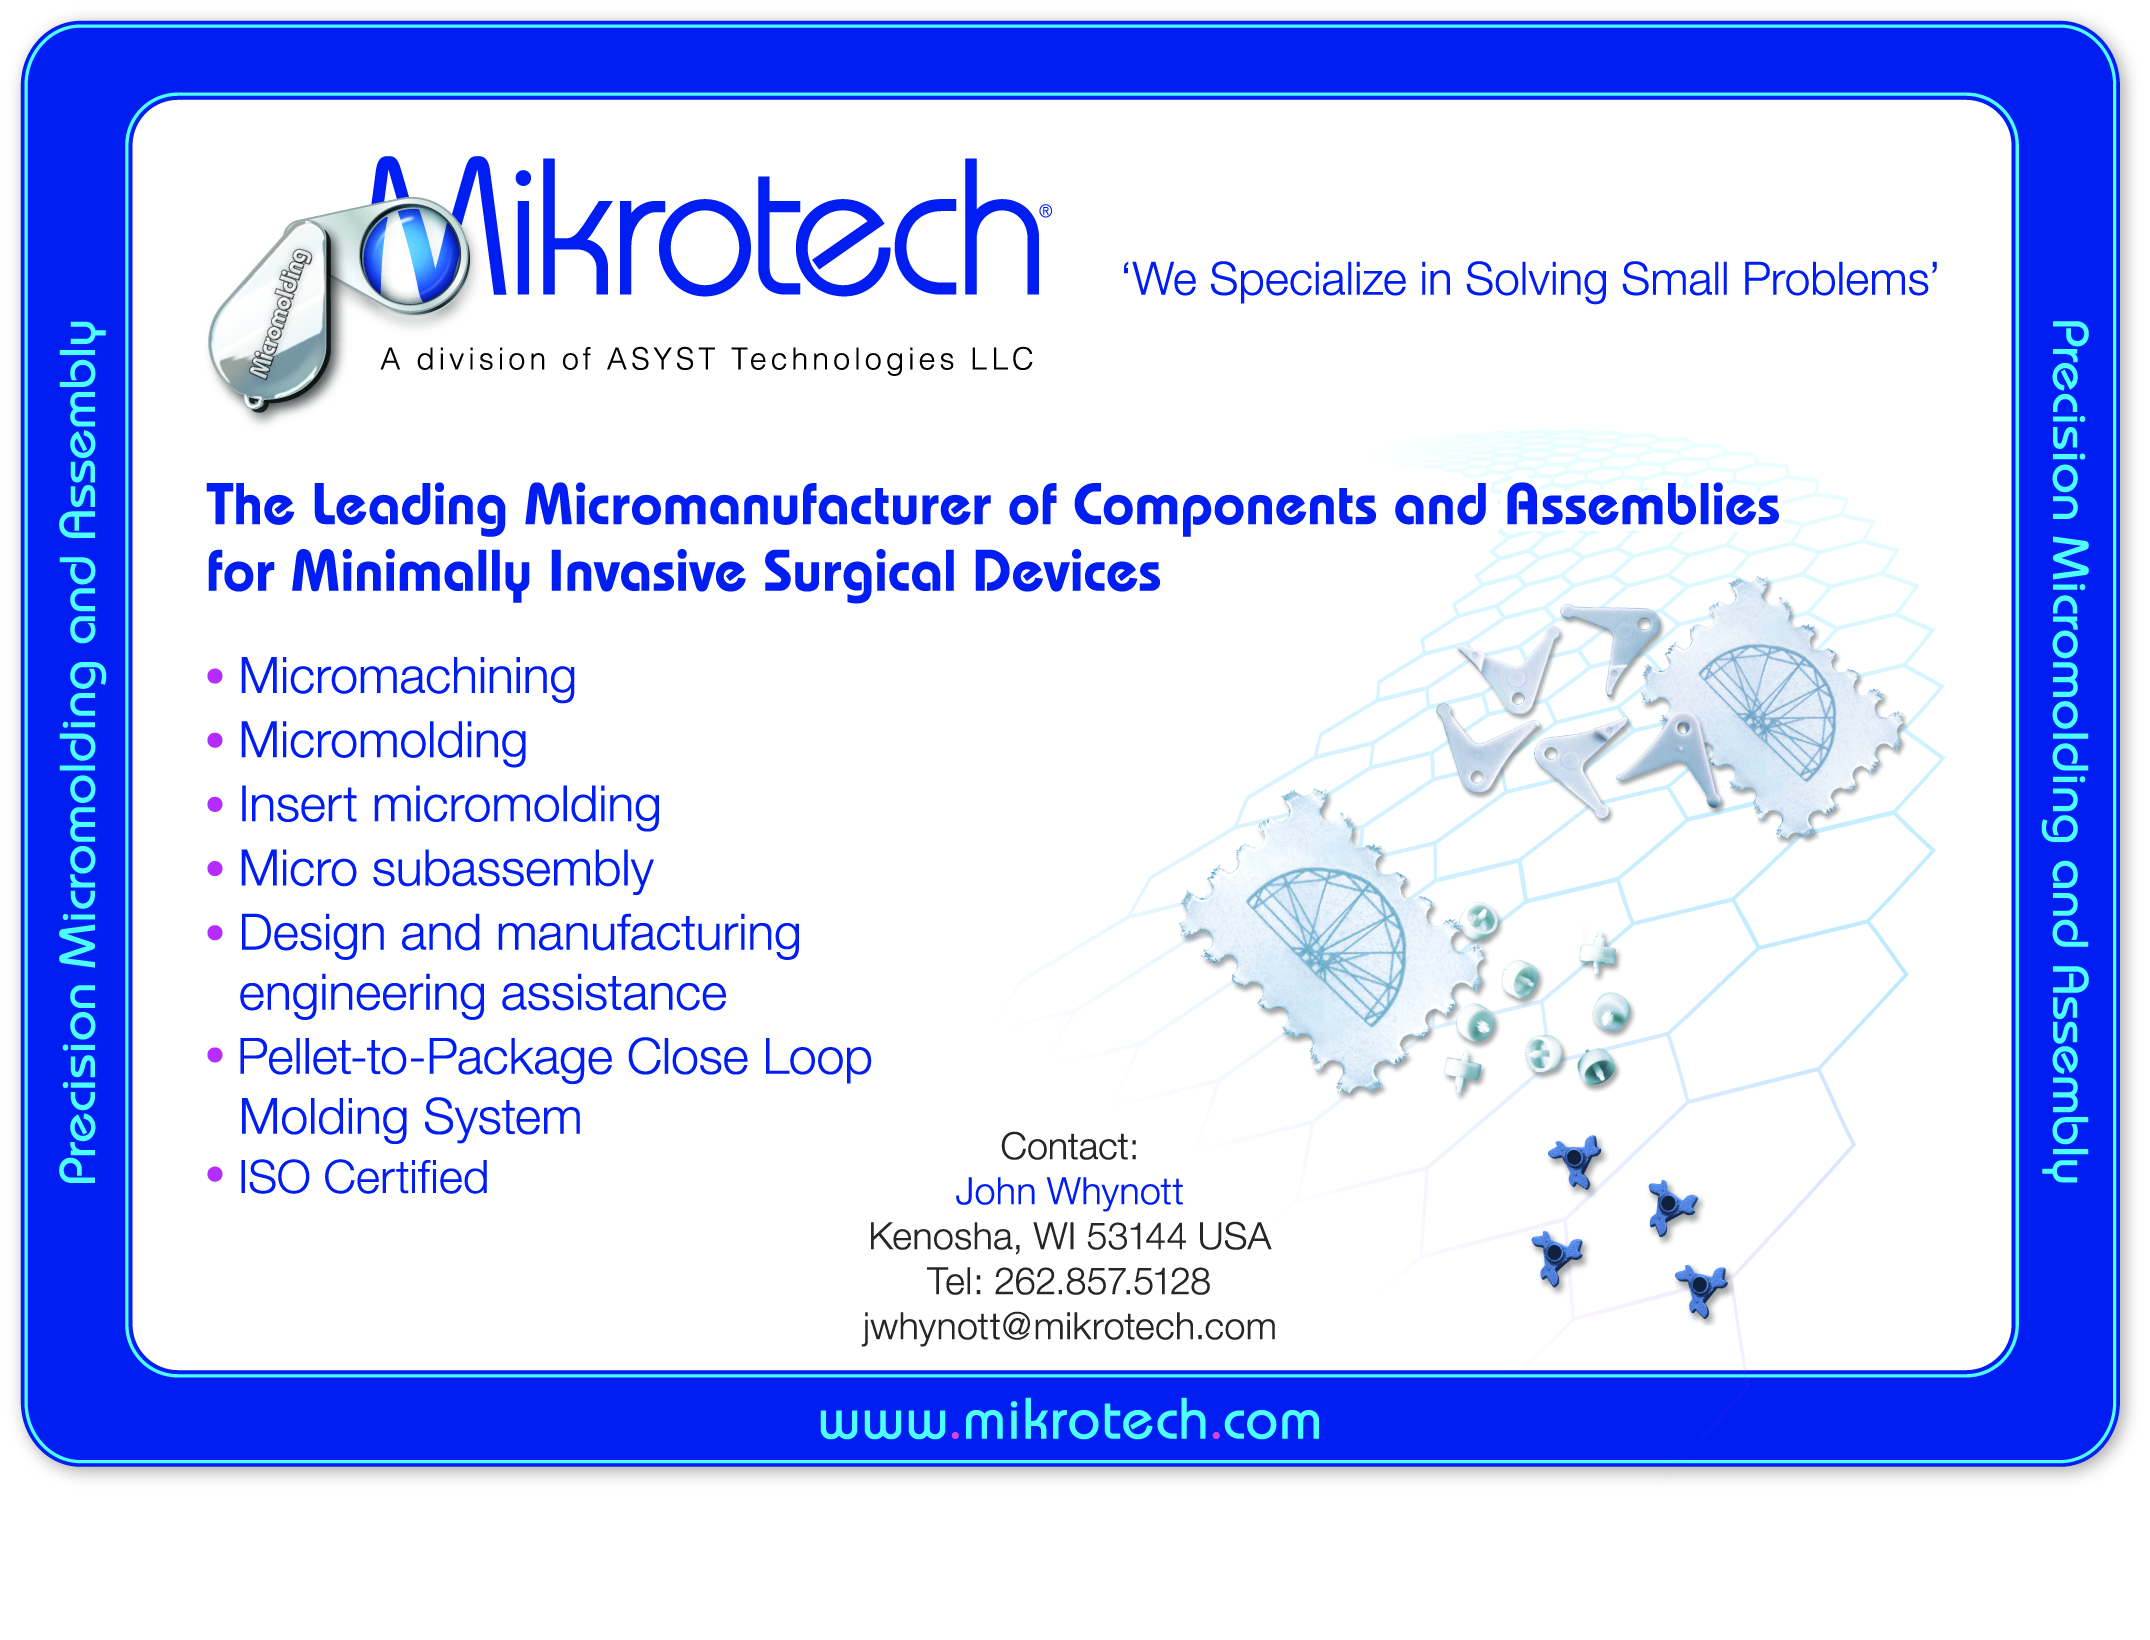 Mikrotech®
Micromolding
'We Specialize in Solving Small Problems'
A division of ASYST Technologies LLC
The Leading Micromanufacturer of Components and Assemblies
for Minimally Invasive Surgical Devices
• Micromachining
• Micromolding
• Insert micromolding
• Micro subassembly
• Design and manufacturing
engineering assistance
• Pellet-to-Package Close Loop
Molding System
• ISO Certified
Contact:
John Whynott
Kenosha, WI 53144 USA
Tel: 262.857.5128
jwhynott@mikrotech.com
Precision Micromolding and Assembly
Precision Micromolding and Assembly
www.mikrotech.com